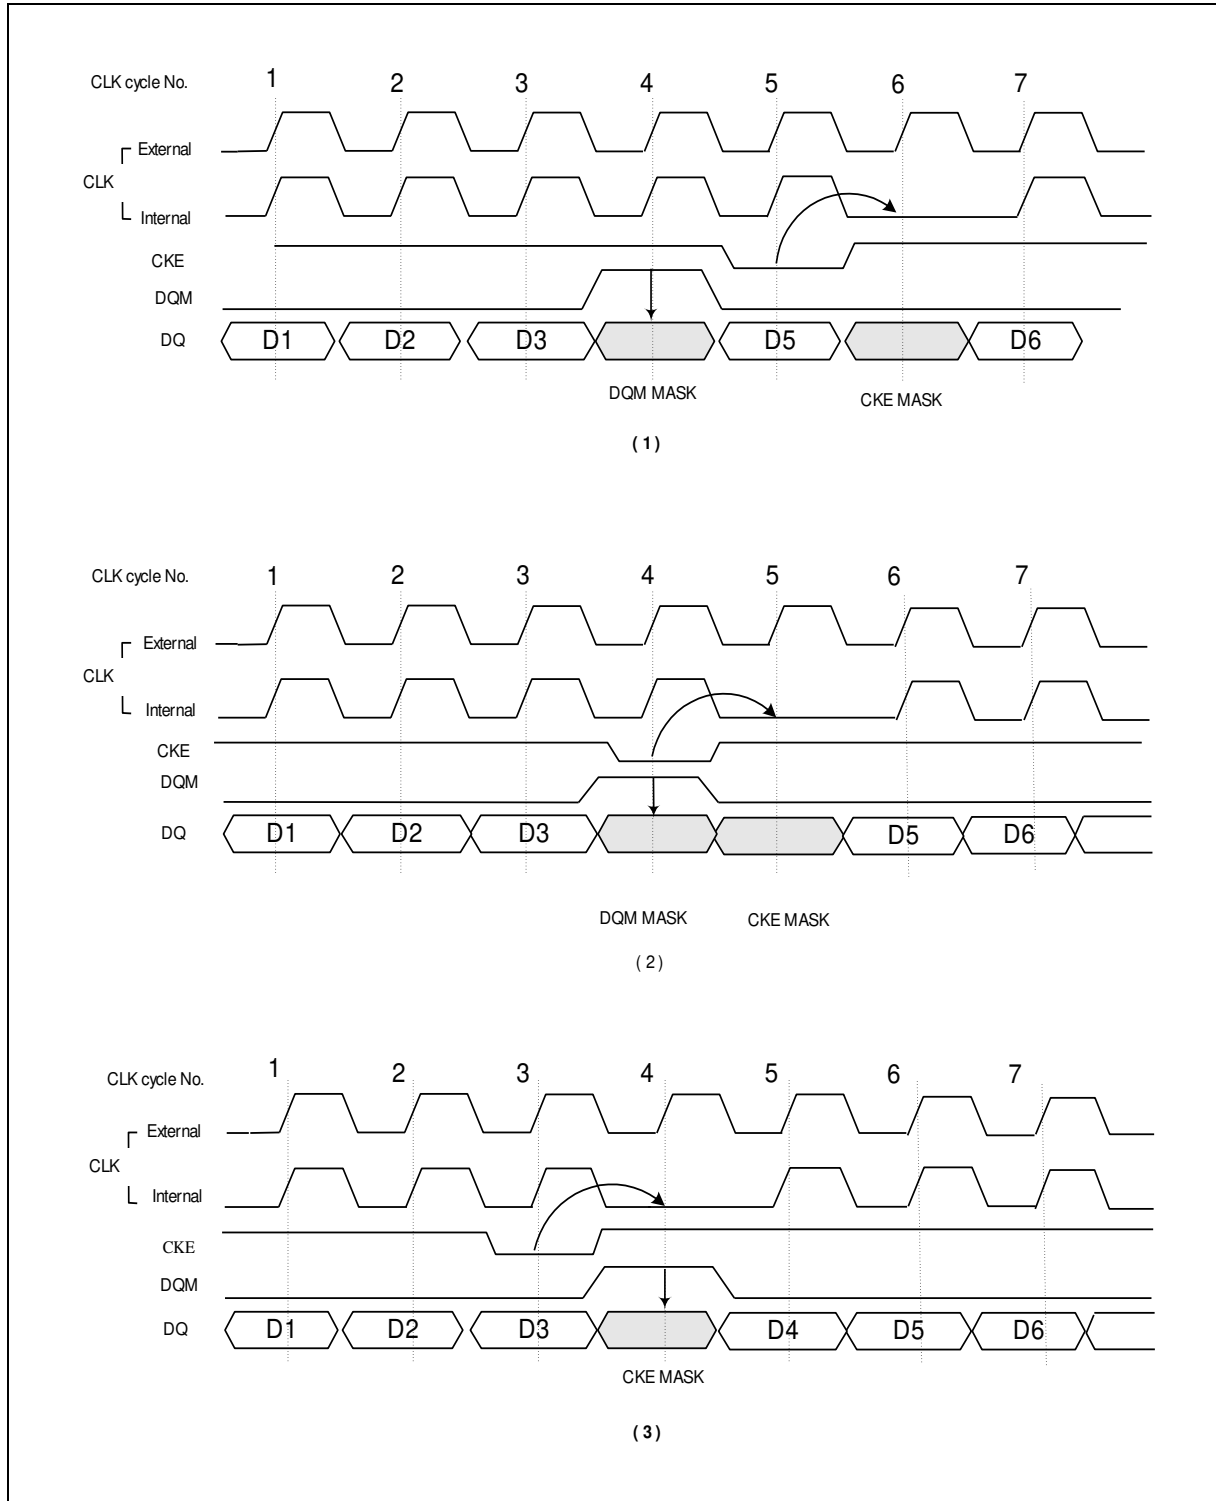 CLK cycle No. 1 2 3 4 5 6 7
External
CLK
Internal
CKE
DQM
DQ D1 D2 D3 D5 D6
DQM MASK CKE MASK
( 1 )
CLK cycle No. 1 2 3 4 5 6 7
External
CLK
Internal
CKE
DQM
DQ D1 D2 D3 D5 D6
DQM MASK CKE MASK
( 2 )
CLK cycle No. 1 2 3 4 5 6 7
External
CLK
Internal
CKE
DQM
DQ D1 D2 D3 D4 D5 D6
CKE MASK
( 3 )